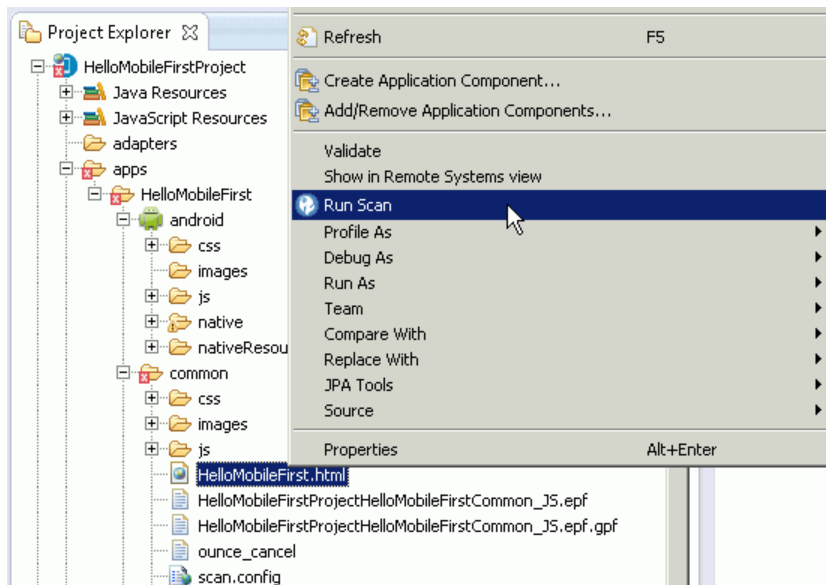 Project Explorer
HelloMobileFirstProject
Java Resources
JavaScript Resources
adapters
apps
HelloMobileFirst
android
css
images
js
native
nativeResou
common
css
images
js
HelloMobileFirst.html
HelloMobileFirstProjectHelloMobileFirstCommon_JS.epf
HelloMobileFirstProjectHelloMobileFirstCommon_JS.epf.gpf
ounce_cancel
scan.config
Refresh F5
Create Application Component...
Add/Remove Application Components...
Validate
Show in Remote Systems view
Run Scan
Profile As
Debug As
Run As
Team
Compare With
Replace With
JPA Tools
Source
Properties Alt+Enter